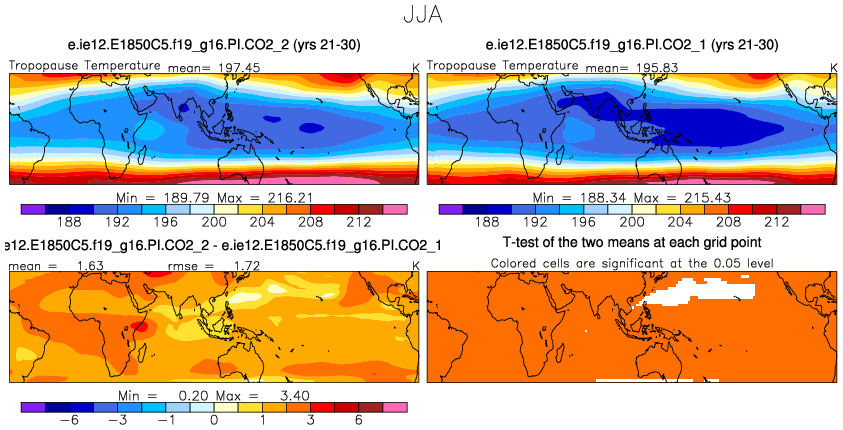 JJA
e.ie12.E1850C5.f19_g16.PI.CO2_2 (yrs 21-30)
Tropopause Temperature mean= 197.45 K
Min = 189.79 Max = 216.21
188 192 196 200 204 208 212
e.ie12.E1850C5.f19_g16.PI.CO2_1 (yrs 21-30)
Tropopause Temperature mean= 195.83 K
Min = 188.34 Max = 215.43
188 192 196 200 204 208 212
e12.E1850C5.f19_g16.PI.CO2_2 - e.ie12.E1850C5.f19_g16.PI.CO2_1
mean = 1.63 rmse = 1.72 K
Min = 0.20 Max = 3.40
-6 -3 -1 0 1 3 6
T-test of the two means at each grid point
Colored cells are significant at the 0.05 level